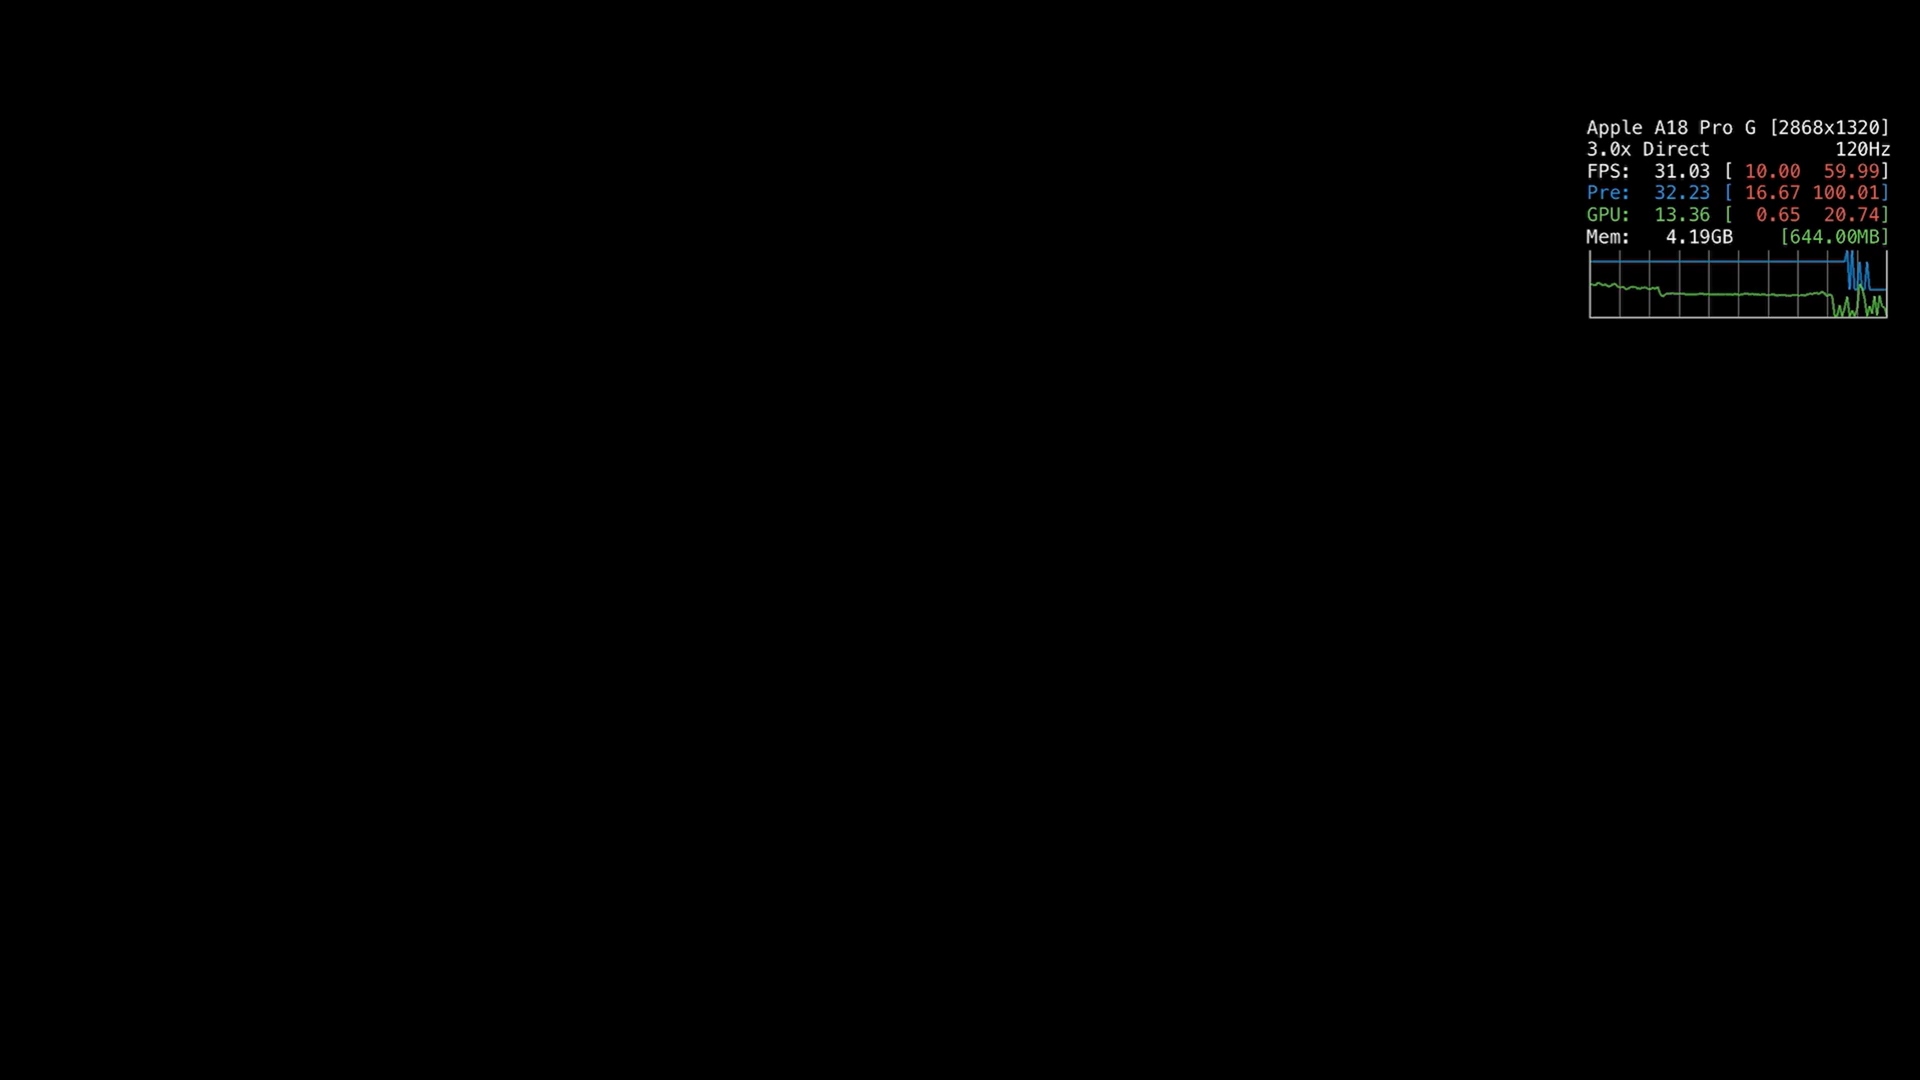 Apple A18 Pro G [2868x1320]
3.0x Direct 120Hz
FPS: 31.03 [ 10.00 59.99]
Pre: 32.23 [ 16.67 100.01]
GPU: 13.36 [ 0.65 20.74]
Mem: 4.19GB [644.00MB]